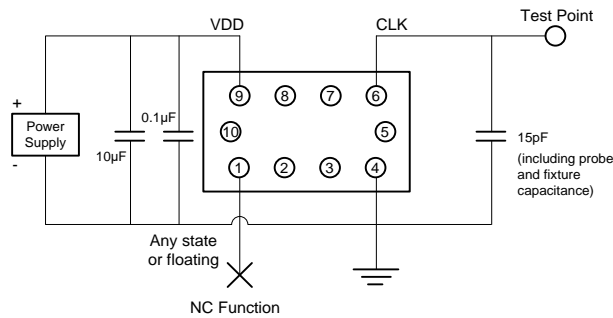 VDD
CLK
Test Point
+
Power
Supply
-
10µF
0.1µF
9
8
7
6
10
5
1
2
3
4
15pF
(including probe
and fixture
capacitance)
Any state
or floating
NC Function